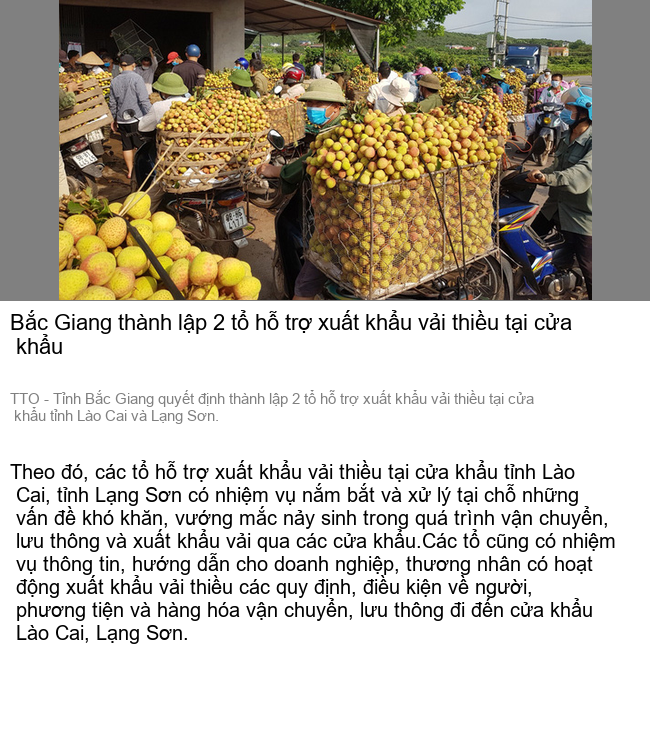 Bắc Giang thành lập 2 tổ hỗ trợ xuất khẩu vải thiều tại cửa
khẩu
TTO - Tỉnh Bắc Giang quyết định thành lập 2 tổ hỗ trợ xuất khẩu vải thiều tại cửa
khẩu tỉnh Lào Cai và Lạng Sơn.
Theo đó, các tổ hỗ trợ xuất khẩu vải thiều tại cửa khẩu tỉnh Lào
Cai, tỉnh Lạng Sơn có nhiệm vụ nắm bắt và xử lý tại chỗ những
vấn đề khó khăn, vướng mắc nảy sinh trong quá trình vận chuyển,
lưu thông và xuất khẩu vải qua các cửa khẩu.Các tổ cũng có nhiệm
vụ thông tin, hướng dẫn cho doanh nghiệp, thương nhân có hoạt
động xuất khẩu vải thiều các quy định, điều kiện về người,
phương tiện và hàng hóa vận chuyển, lưu thông đi đến cửa khẩu
Lào Cai, Lạng Sơn.